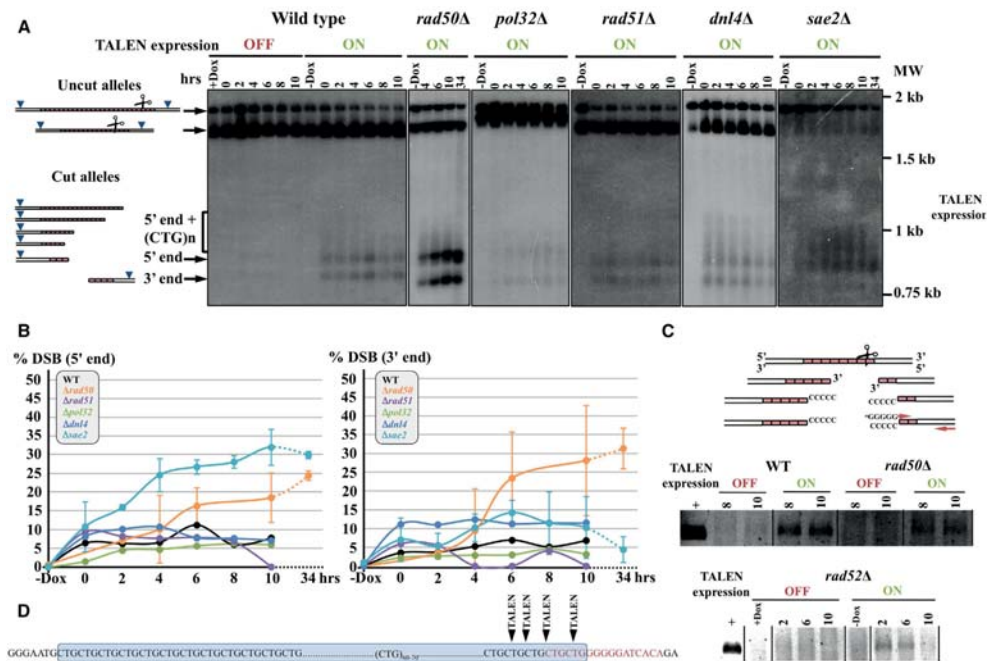 A
Wild type rad50Δ pol32Δ rad51Δ dnl4Δ sae2Δ
TALEN expression OFF ON ON ON ON ON ON
hrs +Dox 0 2 4 6 8 10 -Dox 0 2 4 6 8 10 -Dox 4 6 10 34 -Dox 0 2 4 6 8 10 -Dox 0 2 4 6 8 10 -Dox 0 2 4 6 8 10 -Dox 0 2 4 6 8 10 34
MW
Uncut alleles
2 kb
1.5 kb
Cut alleles
5' end +
(CTG)n
TALEN
expression
1 kb
5' end
3' end
0.75 kb
B
% DSB (5' end)
50
45
40
35
30
25
20
15
10
5
0
WT
Δrad50
Δrad51
Δpol32
Δdnl4
Δsae2
-Dox 0 2 4 6 8 10 34 hrs
% DSB (3' end)
50
45
40
35
30
25
20
15
10
5
0
WT
Δrad50
Δrad51
Δpol32
Δdnl4
Δsae2
-Dox 0 2 4 6 8 10 34 hrs
C
5' 3'
3' 5'
3'
CCCCC CCCCC
CCCCC GGGGG
CCCCC
TALEN
expression
WT rad50Δ
OFF ON OFF ON
+ 8 10 8 10 8 10 8 10
TALEN
expression
rad52Δ
OFF ON
+ +Dox 2 6 10 -Dox 2 6 10
D
TALEN TALEN TALEN TALEN
GGGAATGCTGCTGCTGCTGCTGCTGCTGCTGCTGCTGCTG (CTG) CTGCTGCTGCTGCTGGGGGGATCACAGA